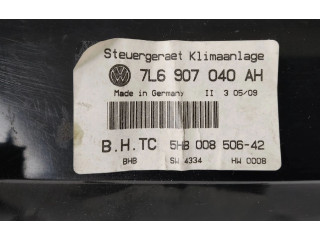 Steuergeraet Klimaanlage
7L6 907 040 AH
Made in Germany II 3 05/09
B.H.TC 5HB 008 506-42
BHB SW 4334 HW 0008